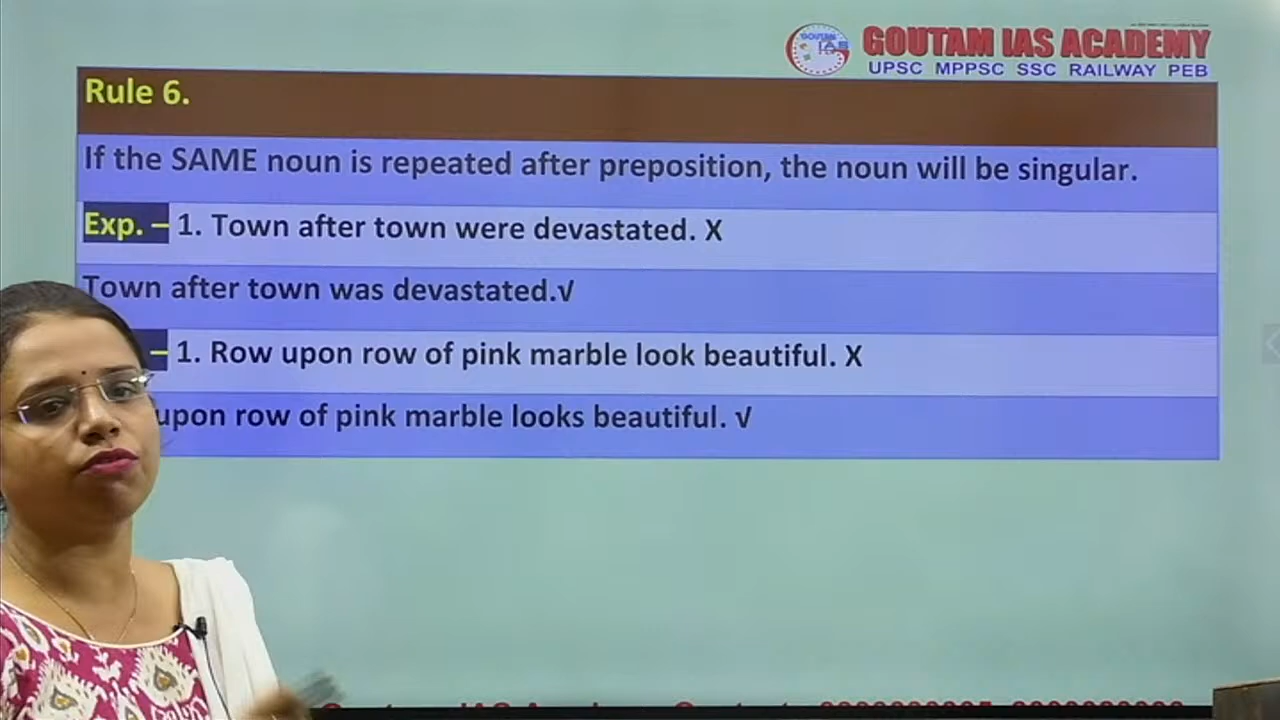 GOUTAM IAS ACADEMY
GOUTAM
IAS
UPSC MPPSC SSC RAILWAY PEB
Rule 6.
If the SAME noun is repeated after preposition, the noun will be singular.
Exp. – 1. Town after town were devastated. X
Town after town was devastated.√
– 1. Row upon row of pink marble look beautiful. X
upon row of pink marble looks beautiful. √